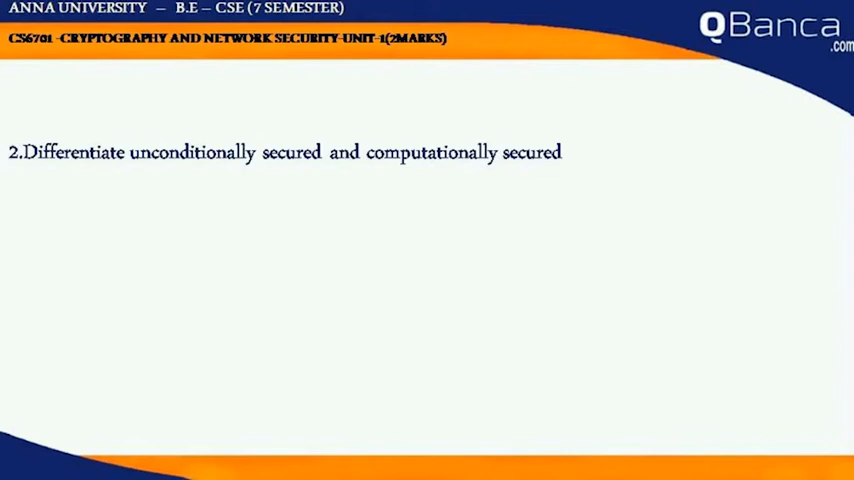 ANNA UNIVERSITY – B.E – CSE (7 SEMESTER)
QBanca
.com
CS6701 -CRYPTOGRAPHY AND NETWORK SECURITY-UNIT-1(2MARKS)
2.Differentiate unconditionally secured and computationally secured